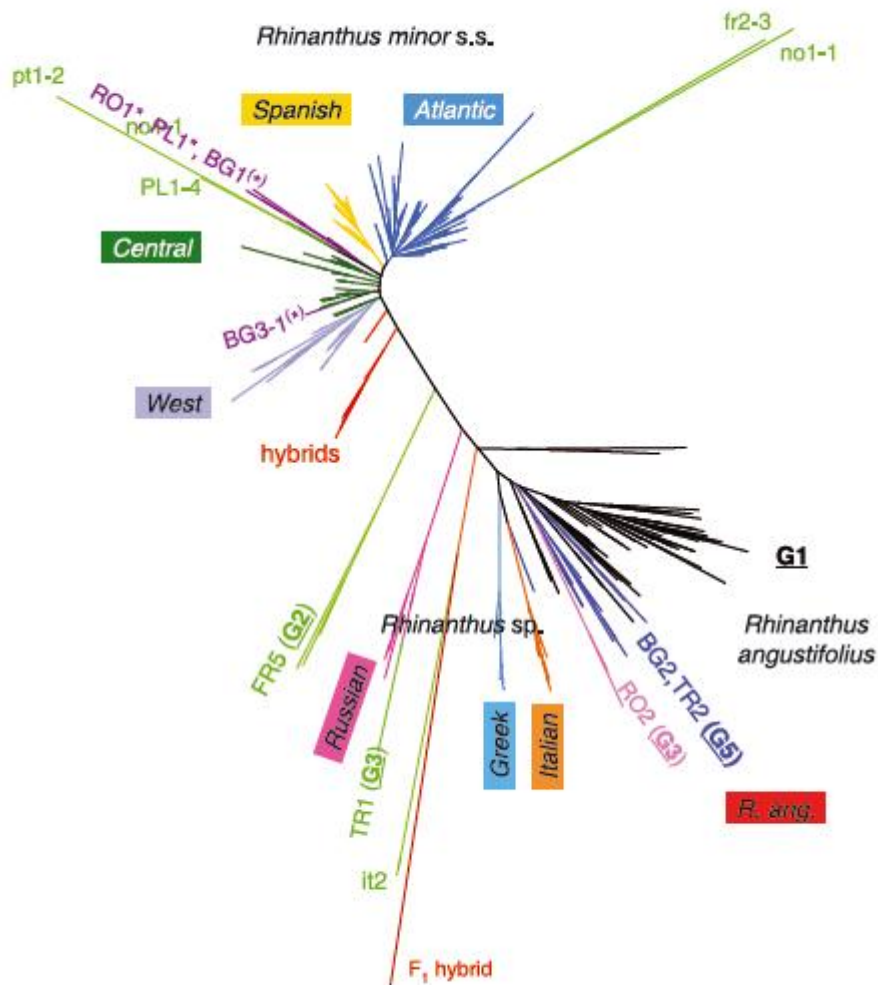 Rhinanthus minor s.s.
fr2-3
no1-1
pt1-2
RO1*, PL1*, BG1(*)
Spanish
Atlantic
PL1-4
Central
BG3-1(*)
West
hybrids
G1
FR5 (G2)
Rhinanthus sp.
Rhinanthus
angustifolius
BG2,TR2 (G5)
RO2 (G3)
Russian
Greek
Italian
TR1 (G3)
R. ang.
it2
F1 hybrid